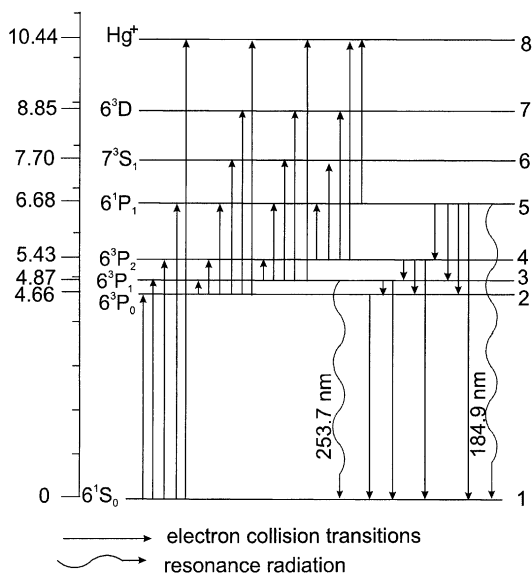 10.44 Hg⁺ 8
8.85 6³D 7
7.70 7³S₁ 6
6.68 6¹P₁ 5
5.43 6³P₂ 4
4.87 6³P₁ 3
4.66 6³P₀ 2
253.7 nm
184.9 nm
0 6¹S₀ 1
electron collision transitions
resonance radiation